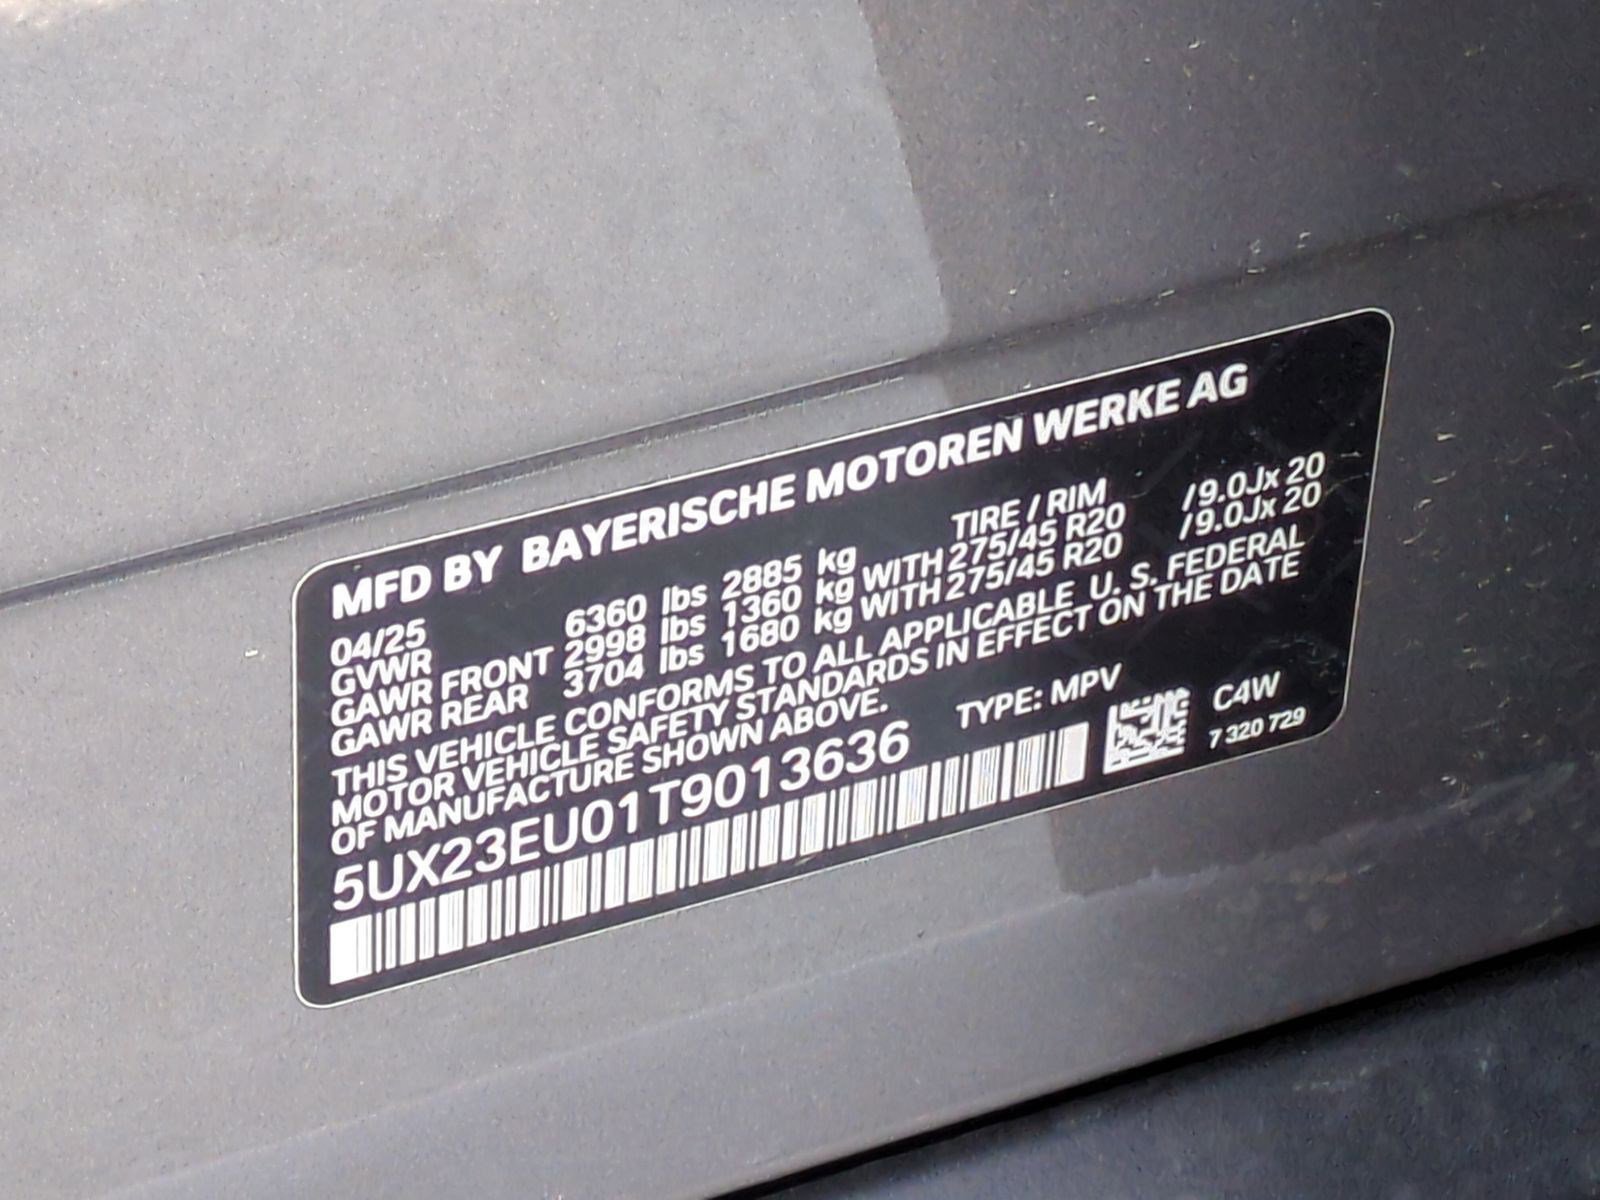 MFD BY BAYERISCHE MOTOREN WERKE AG
04/25 TIRE / RIM
GVWR 6360 lbs 2885 kg
GAWR FRONT 2998 lbs 1360 kg WITH 275/45 R20 /9.0Jx 20
GAWR REAR 3704 lbs 1680 kg WITH 275/45 R20 /9.0Jx 20
THIS VEHICLE CONFORMS TO ALL APPLICABLE U. S. FEDERAL
MOTOR VEHICLE SAFETY STANDARDS IN EFFECT ON THE DATE
OF MANUFACTURE SHOWN ABOVE.
5UX23EU01T9013636 TYPE: MPV
C4W
7 320 729